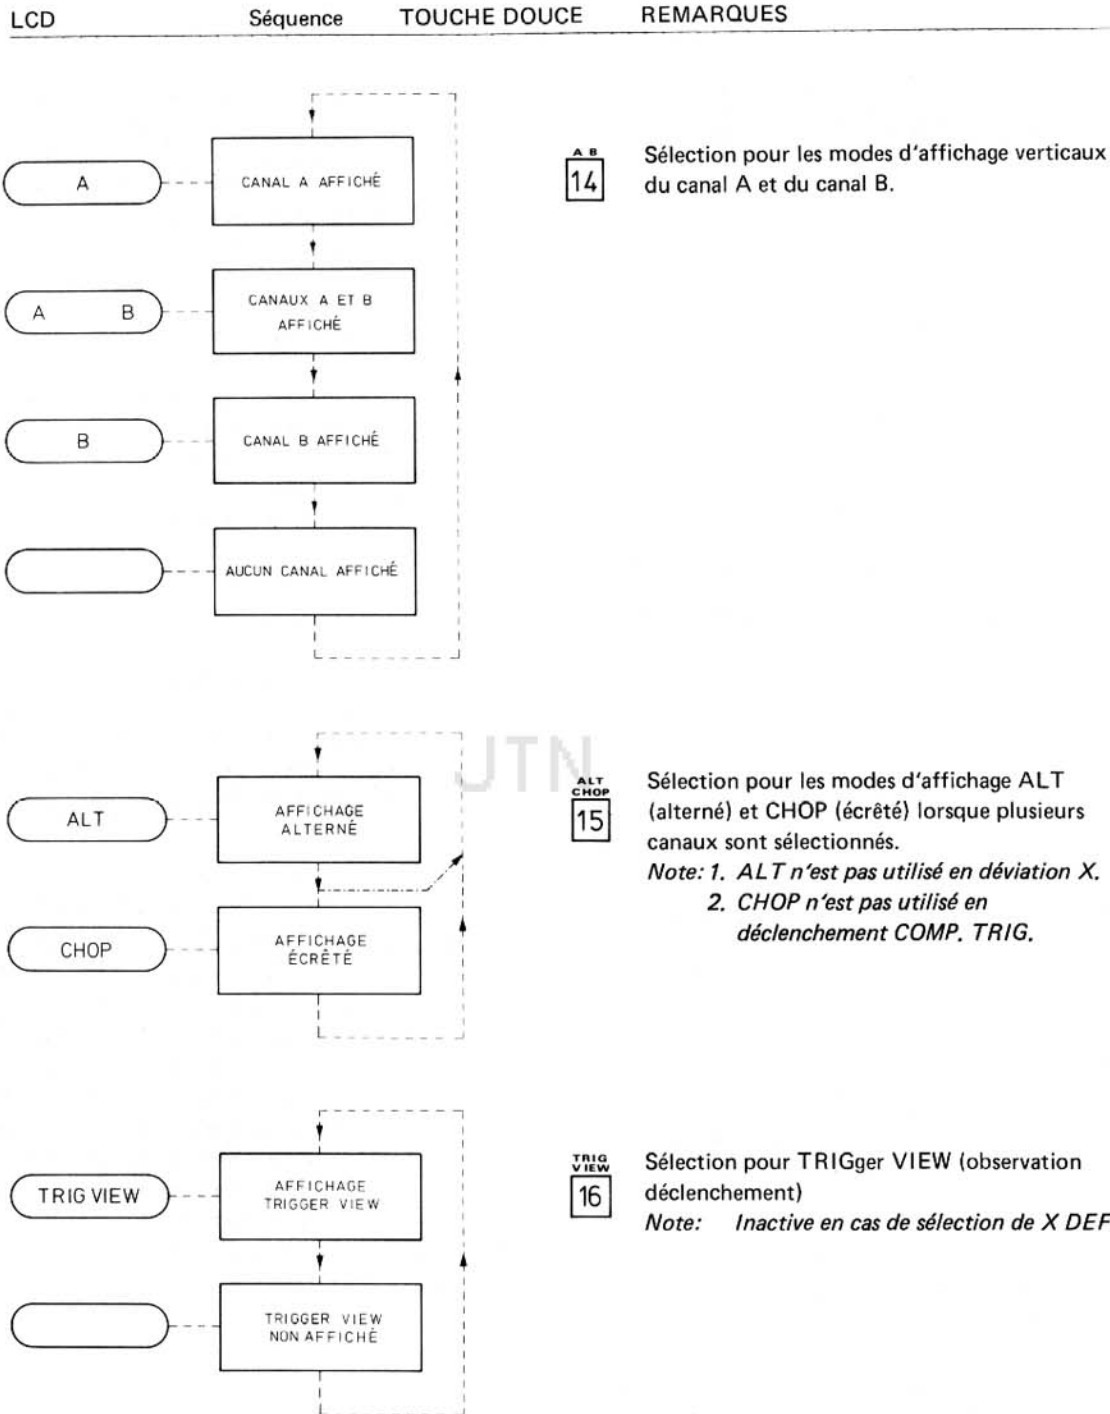 LCD Séquence TOUCHE DOUCE REMARQUES
A
CANAL A AFFICHÉ
A B
14
Sélection pour les modes d'affichage verticaux
du canal A et du canal B.
A B
CANAUX A ET B
AFFICHÉ
B
CANAL B AFFICHÉ
AUCUN CANAL AFFICHÉ
JTN
ALT
AFFICHAGE
ALTERNÉ
ALT
CHOP
15
Sélection pour les modes d'affichage ALT
(alterné) et CHOP (écrêté) lorsque plusieurs
canaux sont sélectionnés.
Note: 1. ALT n'est pas utilisé en déviation X.
2. CHOP n'est pas utilisé en
déclenchement COMP. TRIG.
CHOP
AFFICHAGE
ÉCRÊTÉ
TRIG VIEW
AFFICHAGE
TRIGGER VIEW
TRIG
VIEW
16
Sélection pour TRIGger VIEW (observation
déclenchement)
Note: Inactive en cas de sélection de X DEF
TRIGGER VIEW
NON AFFICHÉ